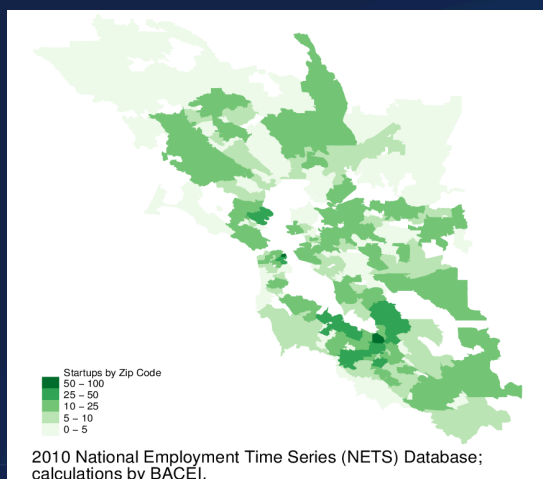 Startups by Zip Code
50 – 100
25 – 50
10 – 25
5 – 10
0 – 5
2010 National Employment Time Series (NETS) Database;
calculations by BACEI.